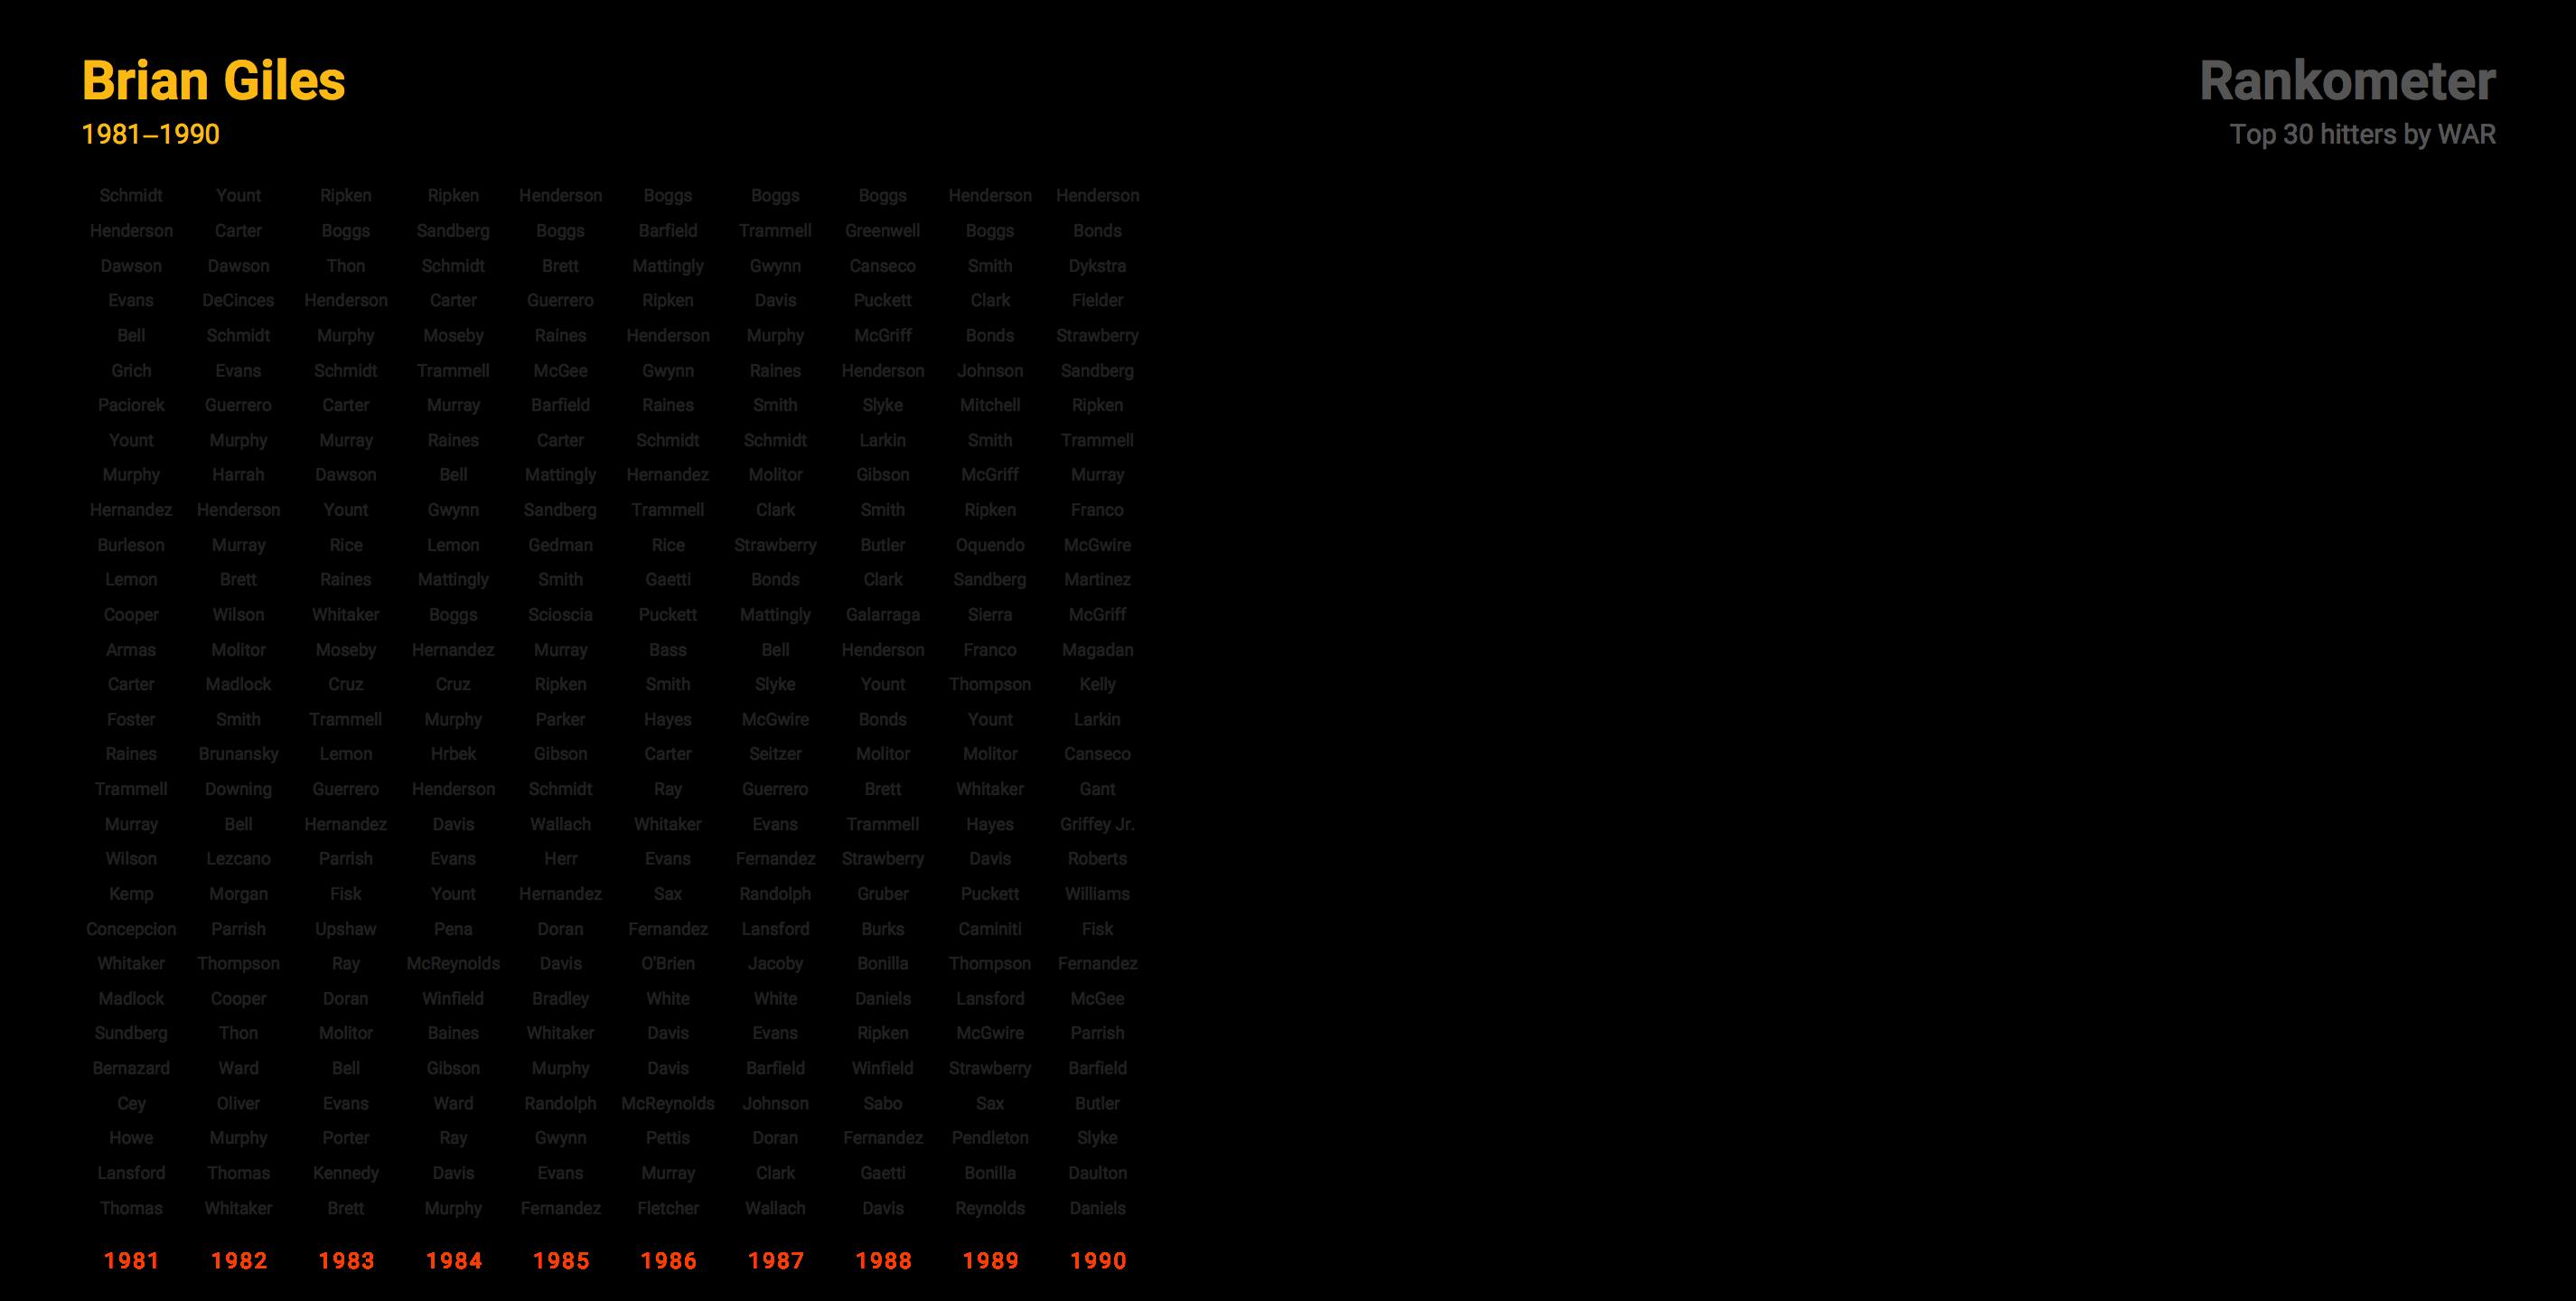 Brian Giles
1981–1990
Rankometer
Top 30 hitters by WAR
Schmidt Yount Ripken Ripken Henderson Boggs Boggs Boggs Henderson Henderson
Henderson Carter Boggs Sandberg Boggs Barfield Trammell Greenwell Boggs Bonds
Dawson Dawson Thon Schmidt Brett Mattingly Gwynn Canseco Smith Dykstra
Evans DeCinces Henderson Carter Guerrero Ripken Davis Puckett Clark Fielder
Bell Schmidt Murphy Moseby Raines Henderson Murphy McGriff Bonds Strawberry
Grich Evans Schmidt Trammell McGee Gwynn Raines Henderson Johnson Sandberg
Paciorek Guerrero Carter Murray Barfield Raines Smith Slyke Mitchell Ripken
Yount Murphy Murray Raines Carter Schmidt Schmidt Larkin Smith Trammell
Murphy Harrah Dawson Bell Mattingly Hernandez Molitor Gibson McGriff Murray
Hernandez Henderson Yount Gwynn Sandberg Trammell Clark Smith Ripken Franco
Burleson Murray Rice Lemon Gedman Rice Strawberry Butler Oquendo McGwire
Lemon Brett Raines Mattingly Smith Gaetti Bonds Clark Sandberg Martinez
Cooper Wilson Whitaker Boggs Scioscia Puckett Mattingly Galarraga Sierra McGriff
Armas Molitor Moseby Hernandez Murray Bass Bell Henderson Franco Magadan
Carter Madlock Cruz Cruz Ripken Smith Slyke Yount Thompson Kelly
Foster Smith Trammell Murphy Parker Hayes McGwire Bonds Yount Larkin
Raines Brunansky Lemon Hrbek Gibson Carter Seitzer Molitor Molitor Canseco
Trammell Downing Guerrero Henderson Schmidt Ray Guerrero Brett Whitaker Gant
Murray Bell Hernandez Davis Wallach Whitaker Evans Trammell Hayes Griffey Jr.
Wilson Lezcano Parrish Evans Herr Evans Fernandez Strawberry Davis Roberts
Kemp Morgan Fisk Yount Hernandez Sax Randolph Gruber Puckett Williams
Concepcion Parrish Upshaw Pena Doran Fernandez Lansford Burks Caminiti Fisk
Whitaker Thompson Ray McReynolds Davis O'Brien Jacoby Bonilla Thompson Fernandez
Madlock Cooper Doran Winfield Bradley White White Daniels Lansford McGee
Sundberg Thon Molitor Baines Whitaker Davis Evans Ripken McGwire Parrish
Bernazard Ward Bell Gibson Murphy Davis Barfield Winfield Strawberry Barfield
Cey Oliver Evans Ward Randolph McReynolds Johnson Sabo Sax Butler
Howe Murphy Porter Ray Gwynn Pettis Doran Fernandez Pendleton Slyke
Lansford Thomas Kennedy Davis Evans Murray Clark Gaetti Bonilla Daulton
Thomas Whitaker Brett Murphy Fernandez Fletcher Wallach Davis Reynolds Daniels
1981 1982 1983 1984 1985 1986 1987 1988 1989 1990